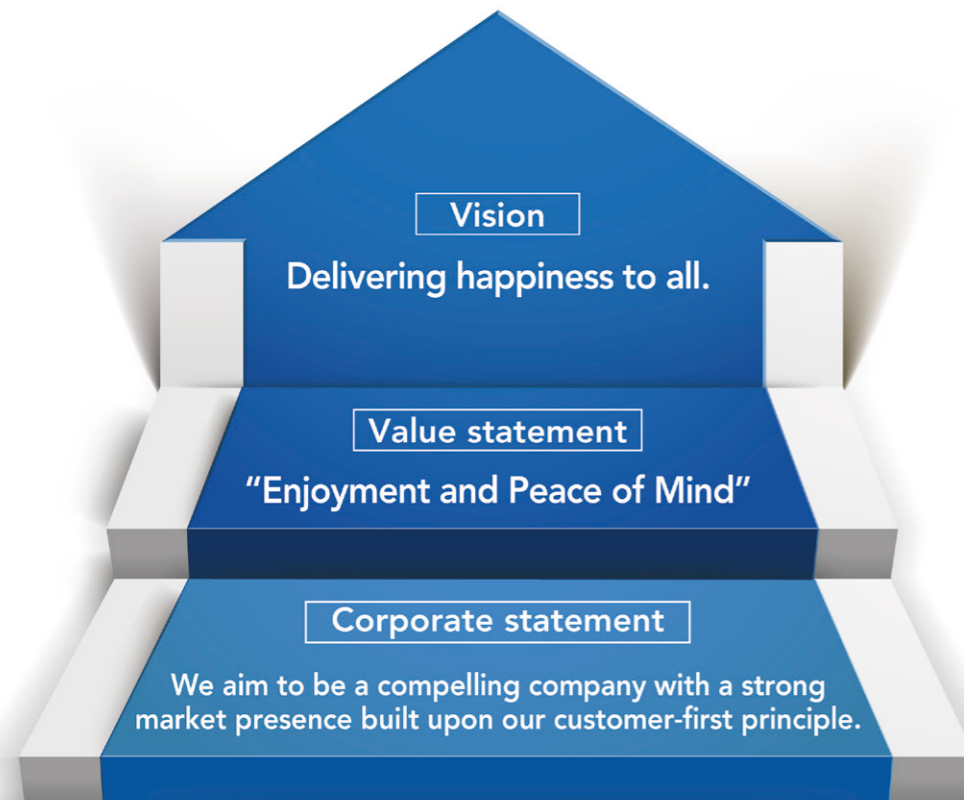 Vision
Delivering happiness to all.
Value statement
“Enjoyment and Peace of Mind”
Corporate statement
We aim to be a compelling company with a strong
market presence built upon our customer-first principle.